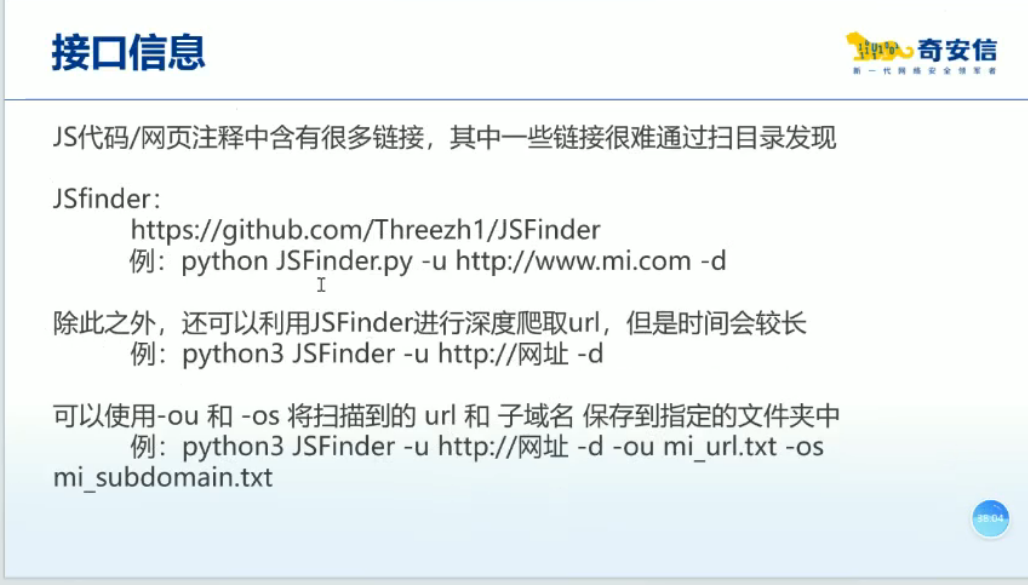 接口信息
奇安信
新一代网络安全领军者
JS代码/网页注释中含有很多链接，其中一些链接很难通过扫目录发现
JSfinder：
https://github.com/Threezh1/JSFinder
例：python JSFinder.py -u http://www.mi.com -d
除此之外，还可以利用JSFinder进行深度爬取url，但是时间会较长
例：python3 JSFinder -u http://网址 -d
可以使用-ou 和 -os 将扫描到的 url 和 子域名 保存到指定的文件夹中
例：python3 JSFinder -u http://网址 -d -ou mi_url.txt -os
mi_subdomain.txt